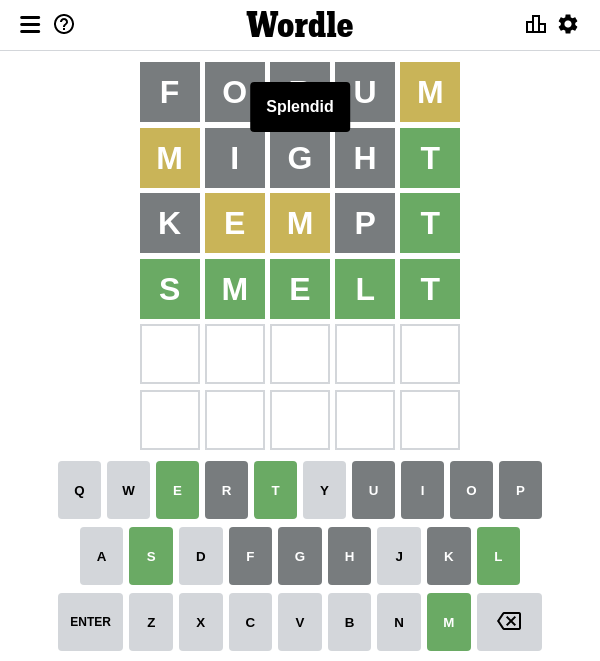 Wordle
F O U M
Splendid
M I G H T
K E M P T
S M E L T
Q W E R T Y U I O P
A S D F G H J K L
ENTER Z X C V B N M